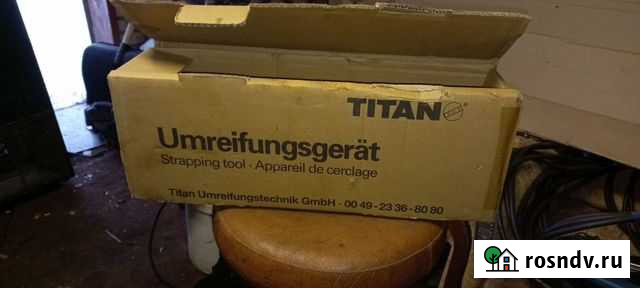 TITAN
Umreifungsgerät
Strapping tool · Appareil de cerclage
Titan Umreifungstechnik GmbH · 00 49-23 36-80 80
rosndv.ru